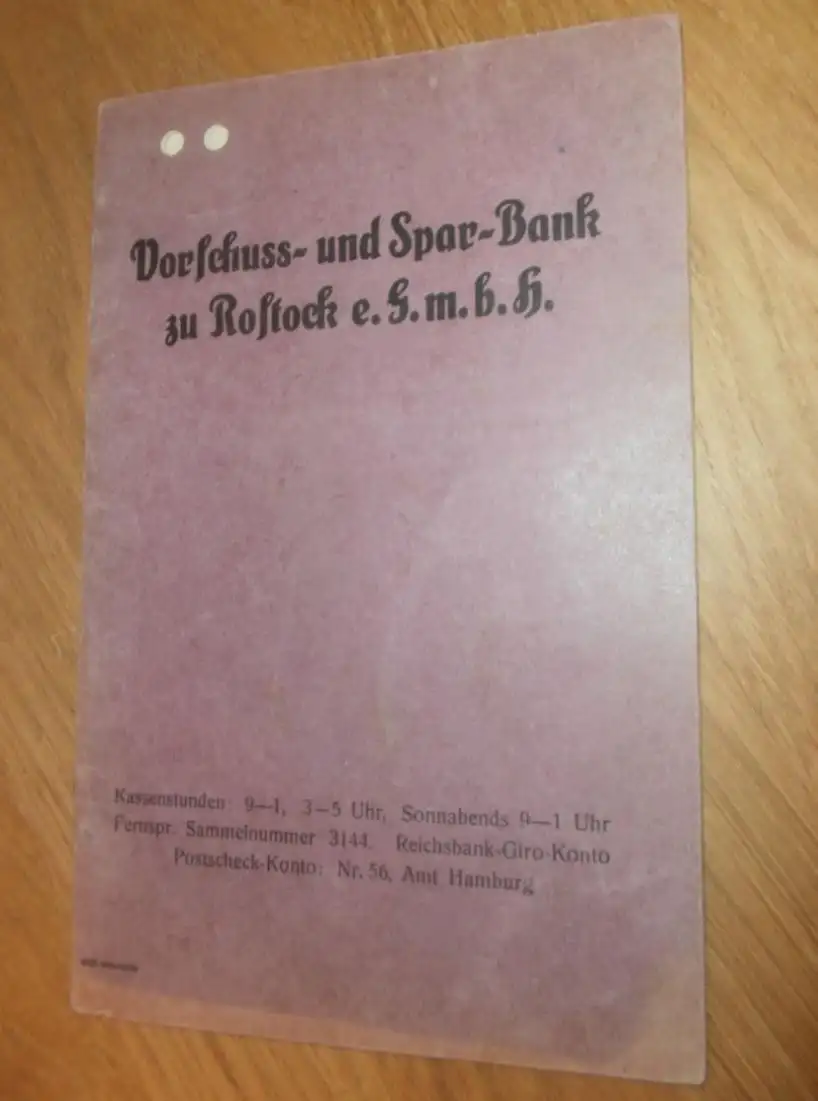 Vorschuss- und Spar-Bank
zu Rostock e. G. m. b. H.
Kassenstunden 9—1, 3—5 Uhr, Sonnabends 9—1 Uhr
Fernspr. Sammelnummer 3144. Reichsbank-Giro-Konto
Postscheck-Konto: Nr. 56, Amt Hamburg